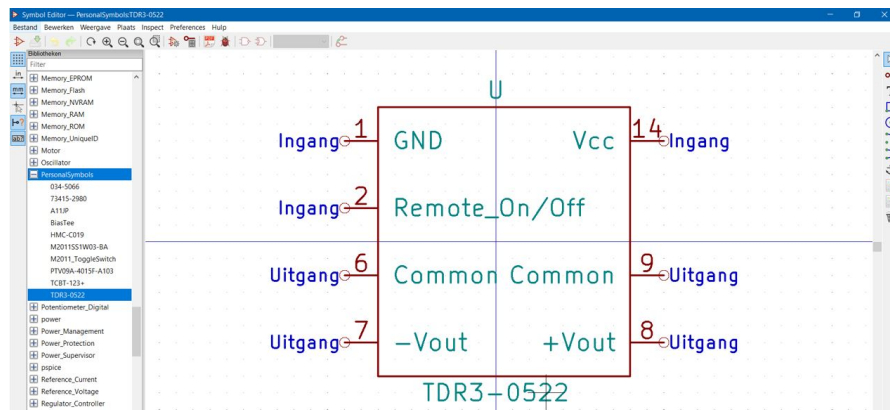 Symbol Editor — PersonalSymbols:TDR3-0522
Bestand Bewerken Weergave Plaats Inspect Preferences Hulp
Bibliotheken
Filter
in
mm
Memory_EPROM
Memory_Flash
Memory_NVRAM
Memory_RAM
Memory_ROM
Memory_UniqueID
Motor
Oscillator
PersonalSymbols
034-5066
73415-2980
A11JP
BiasTee
HMC-C019
M2011SS1W03-BA
M2011_ToggleSwitch
PTV09A-4015F-A103
TCBT-123+
TDR3-0522
Potentiometer_Digital
power
Power_Management
Power_Protection
Power_Supervisor
pspice
Reference_Current
Reference_Voltage
Regulator_Controller
U
Ingang 1 GND Vcc 14 Ingang
Ingang 2 Remote_On/Off
Uitgang 6 Common Common 9 Uitgang
Uitgang 7 -Vout +Vout 8 Uitgang
TDR3-0522